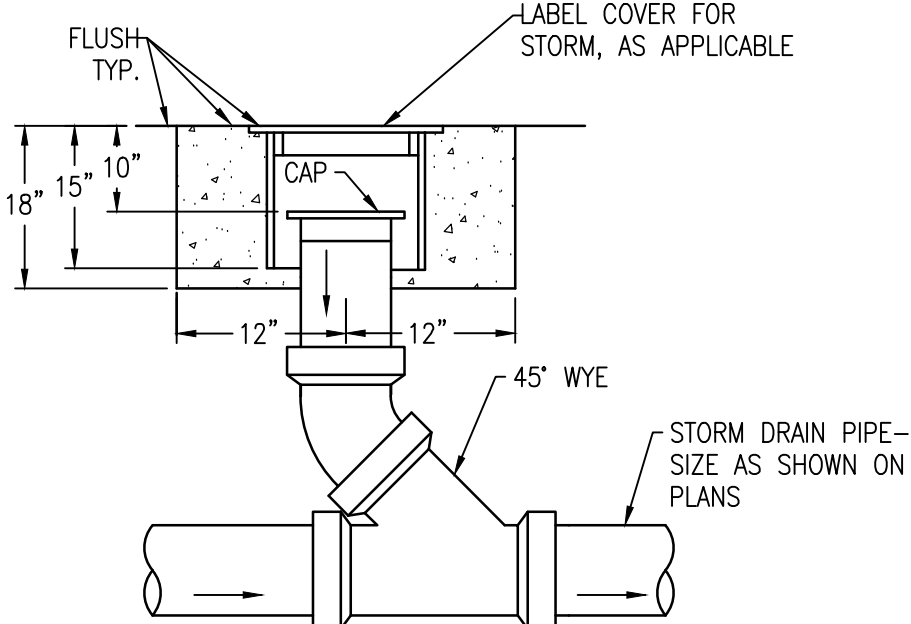 LABEL COVER FOR
STORM, AS APPLICABLE
FLUSH
TYP.
10”
15”
18”
CAP
12”
12”
45° WYE
STORM DRAIN PIPE–
SIZE AS SHOWN ON
PLANS